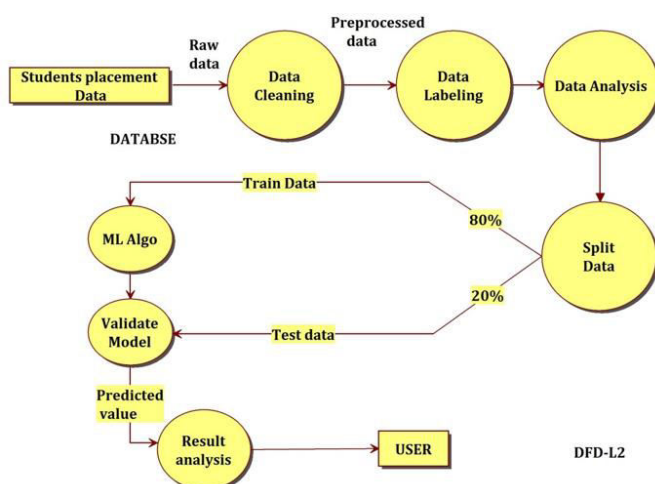 Preprocessed
data
Raw
data
Students placement
Data
Data
Cleaning
Data
Labeling
Data Analysis
DATABSE
Train Data
80%
ML Algo
Split
Data
20%
Validate
Model
Test data
Predicted
value
Result
analysis
USER
DFD-L2